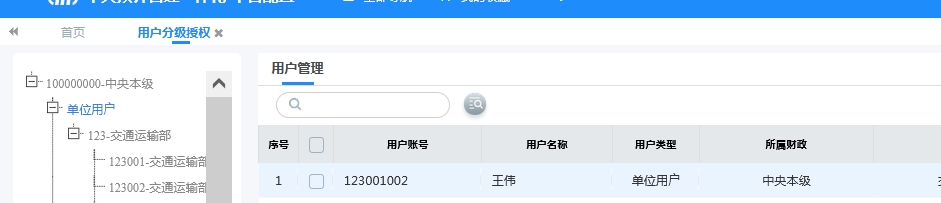 首页 用户分级授权
100000000-中央本级
单位用户
123-交通运输部
123001-交通运输部
123002-交通运输部
用户管理
序号 用户账号 用户名称 用户类型 所属财政
1 123001002 王伟 单位用户 中央本级